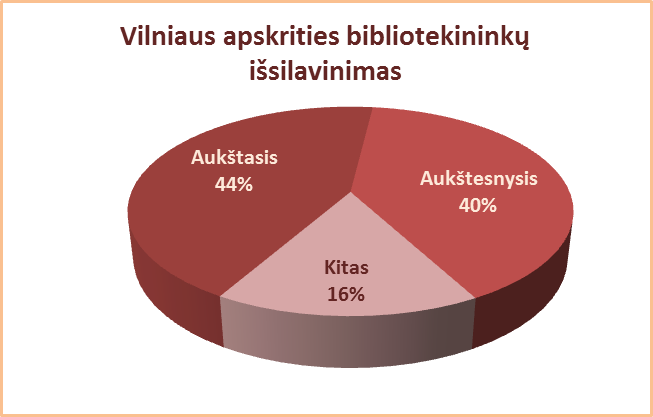 Vilniaus apskrities bibliotekininkų
išsilavinimas
Aukštasis
44%
Aukštesnysis
40%
Kitas
16%